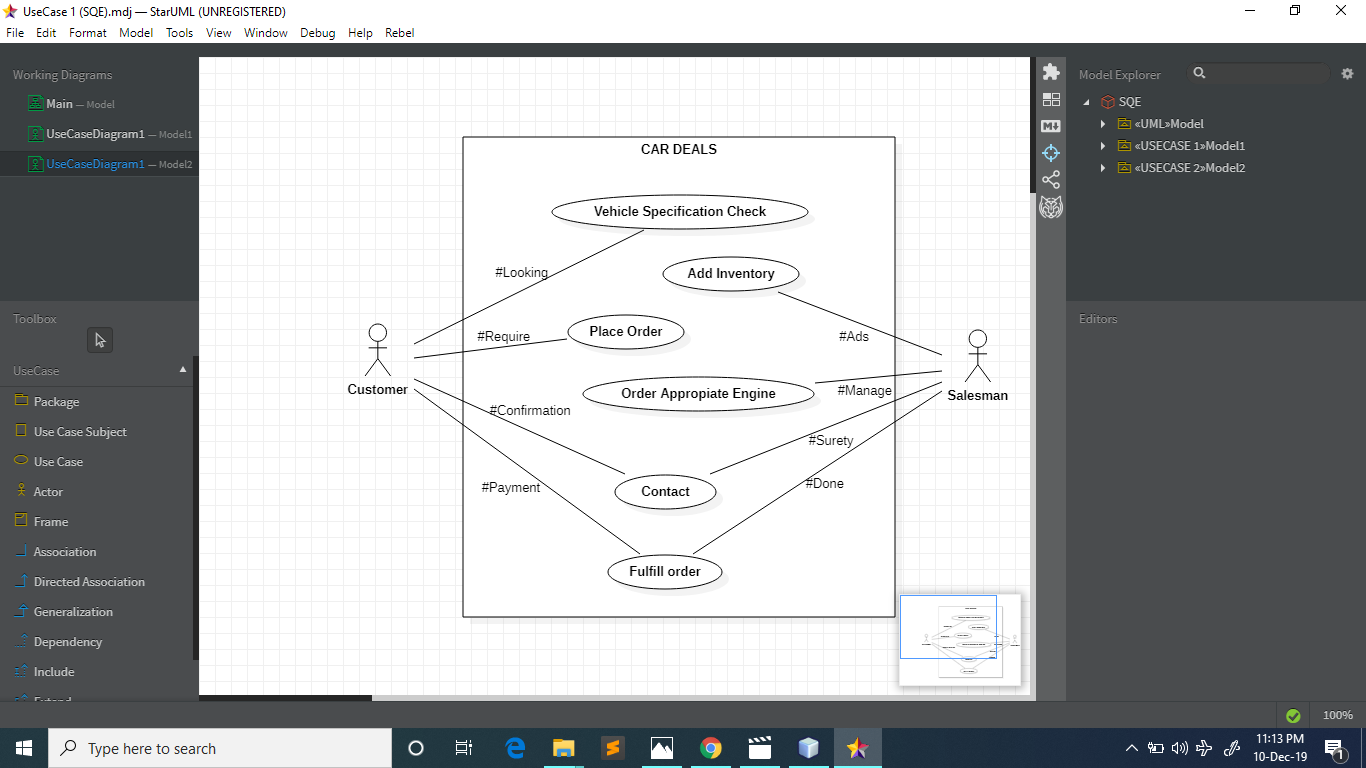 UseCase 1 (SQE).mdj — StarUML (UNREGISTERED)
File Edit Format Model Tools View Window Debug Help Rebel
Working Diagrams
Main — Model
UseCaseDiagram1 — Model1
UseCaseDiagram1 — Model2
Toolbox
UseCase
Package
Use Case Subject
Use Case
Actor
Frame
Association
Directed Association
Generalization
Dependency
Include
Extend
CAR DEALS
Vehicle Specification Check
#Looking
Add Inventory
Place Order
#Require
#Ads
Customer
Order Appropiate Engine
#Manage
Salesman
#Confirmation
#Surety
#Payment
Contact
#Done
Fulfill order
Model Explorer
SQE
«UML»Model
«USECASE 1»Model1
«USECASE 2»Model2
Editors
100%
Type here to search
11:13 PM
10-Dec-19
1